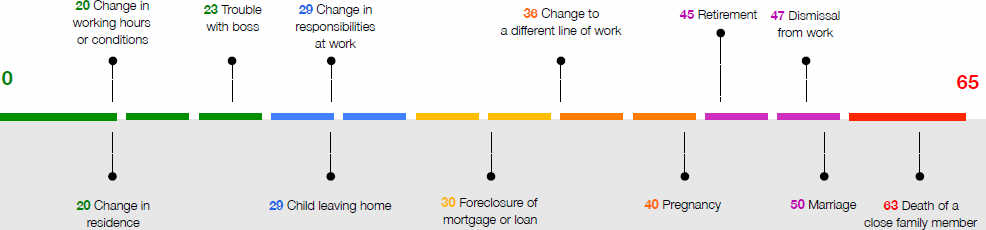 20 Change in
working hours
or conditions
23 Trouble
with boss
29 Change in
responsibilities
at work
36 Change to
a different line of work
45 Retirement
47 Dismissal
from work
0
65
20 Change in
residence
29 Child leaving home
30 Foreclosure of
mortgage or loan
40 Pregnancy
50 Marriage
63 Death of a
close family member